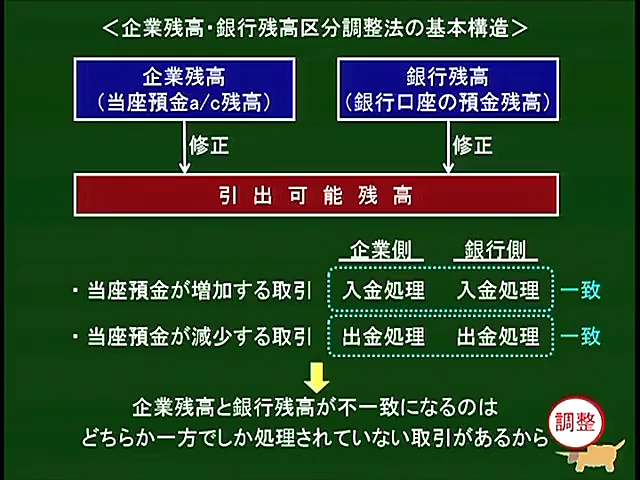 ＜企業残高・銀行残高区分調整法の基本構造＞
企業残高
（当座預金a/c残高）
銀行残高
（銀行口座の預金残高）
修正
修正
引出可能残高
企業側
銀行側
・当座預金が増加する取引 入金処理 入金処理 一致
・当座預金が減少する取引 出金処理 出金処理 一致
企業残高と銀行残高が不一致になるのは
どちらか一方でしか処理されていない取引があるから
調整